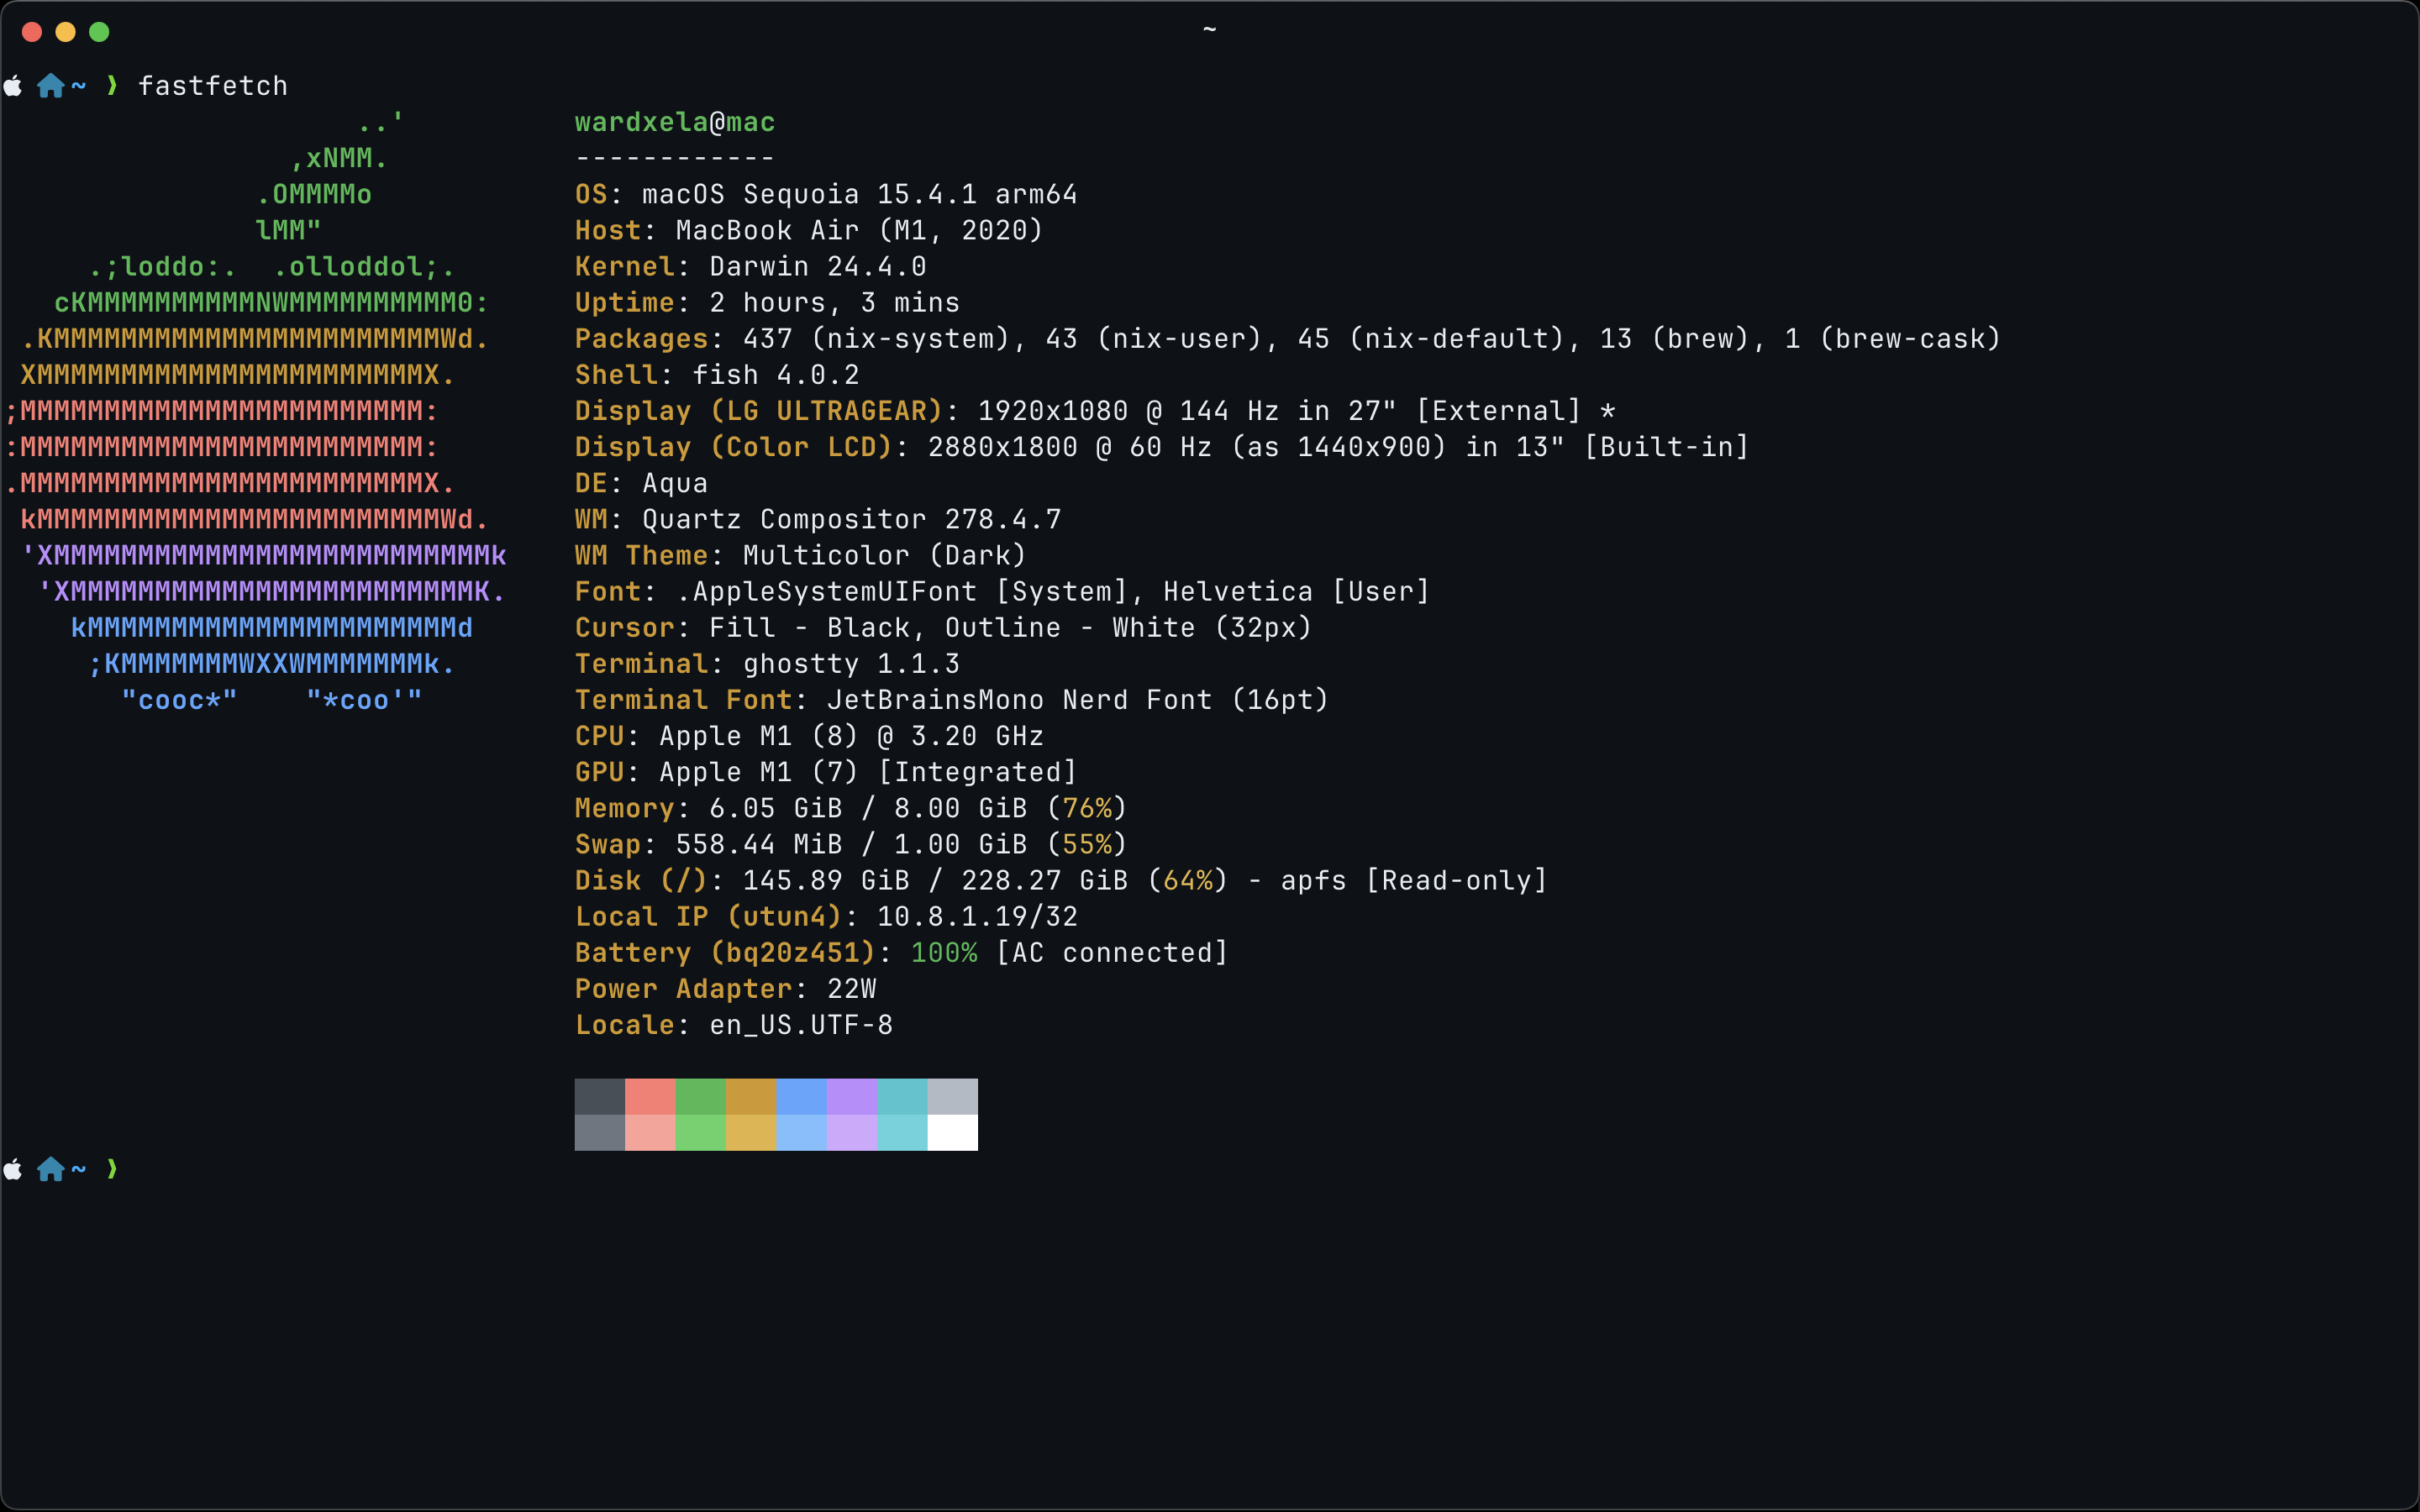 ~
~ ❱ fastfetch
..'
,xNMM.
.OMMMMo
lMM"
.;loddo:.  .olloddol;.
cKMMMMMMMMMMNWMMMMMMMMMM0:
.KMMMMMMMMMMMMMMMMMMMMMMMWd.
XMMMMMMMMMMMMMMMMMMMMMMMX.
;MMMMMMMMMMMMMMMMMMMMMMMM:
:MMMMMMMMMMMMMMMMMMMMMMMM:
.MMMMMMMMMMMMMMMMMMMMMMMMX.
kMMMMMMMMMMMMMMMMMMMMMMMMWd.
'XMMMMMMMMMMMMMMMMMMMMMMMMMMk
'XMMMMMMMMMMMMMMMMMMMMMMMMK.
kMMMMMMMMMMMMMMMMMMMMMMd
;KMMMMMMMWXXWMMMMMMMk.
"cooc*"    "*coo'"
wardxela@mac
------------
OS: macOS Sequoia 15.4.1 arm64
Host: MacBook Air (M1, 2020)
Kernel: Darwin 24.4.0
Uptime: 2 hours, 3 mins
Packages: 437 (nix-system), 43 (nix-user), 45 (nix-default), 13 (brew), 1 (brew-cask)
Shell: fish 4.0.2
Display (LG ULTRAGEAR): 1920x1080 @ 144 Hz in 27" [External] *
Display (Color LCD): 2880x1800 @ 60 Hz (as 1440x900) in 13" [Built-in]
DE: Aqua
WM: Quartz Compositor 278.4.7
WM Theme: Multicolor (Dark)
Font: .AppleSystemUIFont [System], Helvetica [User]
Cursor: Fill - Black, Outline - White (32px)
Terminal: ghostty 1.1.3
Terminal Font: JetBrainsMono Nerd Font (16pt)
CPU: Apple M1 (8) @ 3.20 GHz
GPU: Apple M1 (7) [Integrated]
Memory: 6.05 GiB / 8.00 GiB (76%)
Swap: 558.44 MiB / 1.00 GiB (55%)
Disk (/): 145.89 GiB / 228.27 GiB (64%) - apfs [Read-only]
Local IP (utun4): 10.8.1.19/32
Battery (bq20z451): 100% [AC connected]
Power Adapter: 22W
Locale: en_US.UTF-8
~ ❱